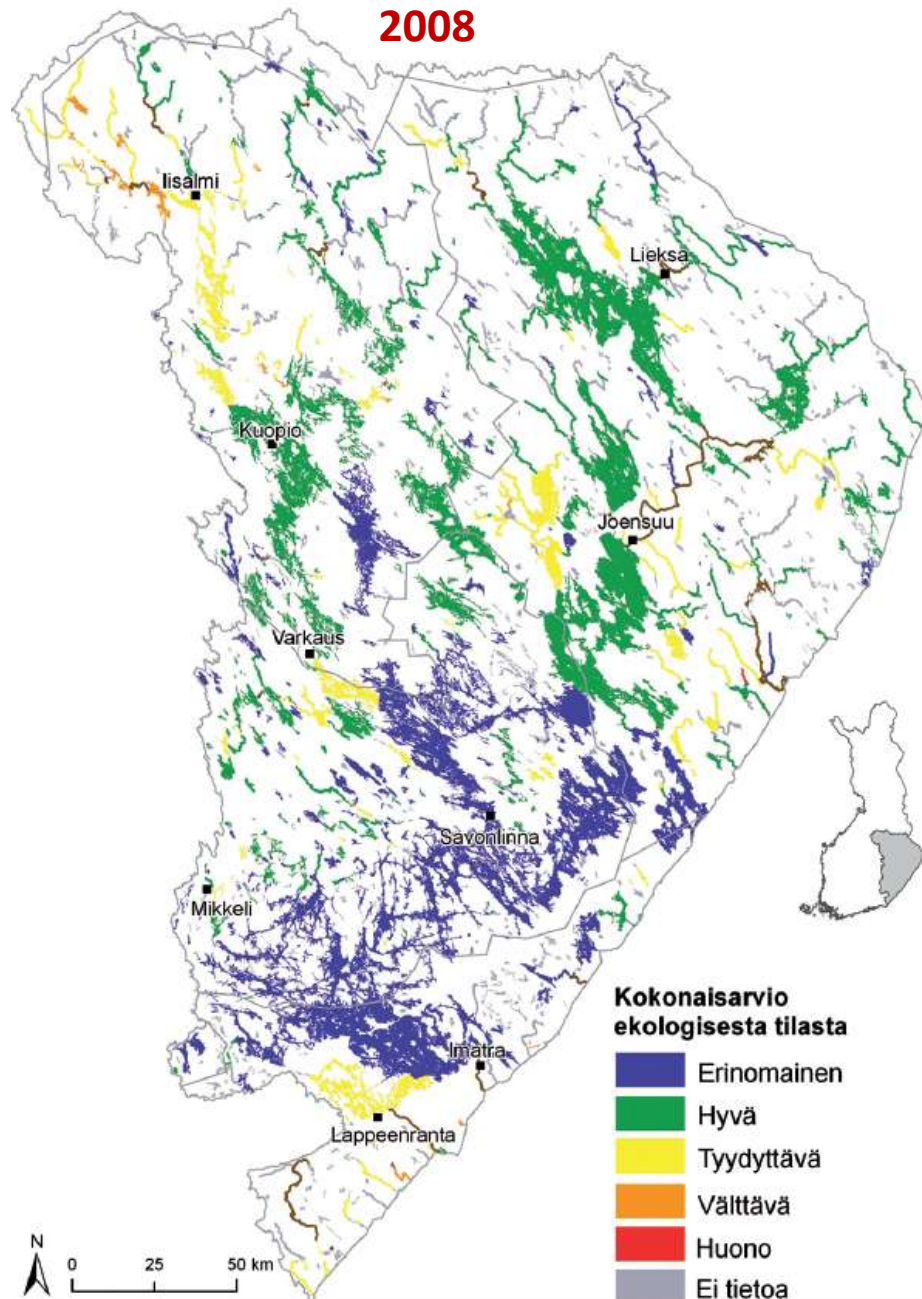 2008
Iisalmi
Lieksa
Kuopio
Joensuu
Varkaus
Savonlinna
Mikkeli
Imatra
Lappeenranta
Kokonaisarvio
ekologisesta tilasta
Erinomainen
Hyvä
Tyydyttävä
Välttävä
Huono
Ei tietoa
N
0 25 50 km